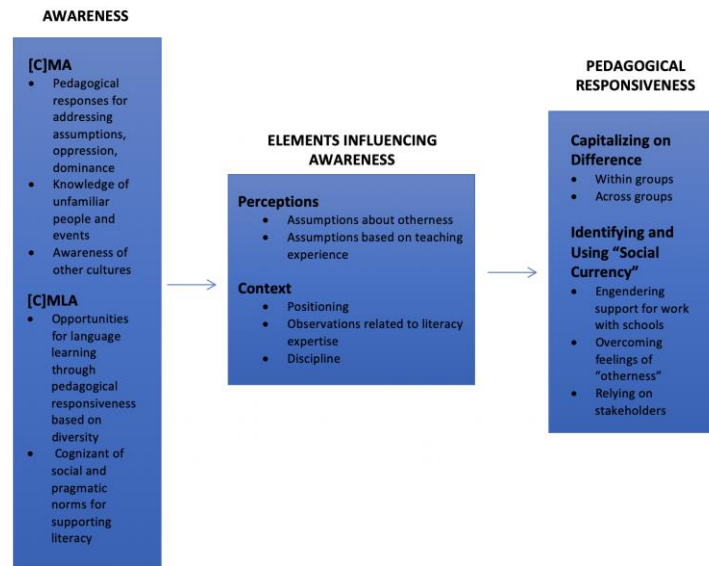 AWARENESS
[C]MA
• Pedagogical
responses for
addressing
assumptions,
oppression,
dominance
• Knowledge of
unfamiliar
people and
events
• Awareness of
other cultures
[C]MLA
• Opportunities
for language
learning
through
pedagogical
responsiveness
based on
diversity
• Cognizant of
social and
pragmatic
norms for
supporting
literacy
ELEMENTS INFLUENCING
AWARENESS
Perceptions
• Assumptions about otherness
• Assumptions based on teaching
experience
Context
• Positioning
• Observations related to literacy
expertise
• Discipline
PEDAGOGICAL
RESPONSIVENESS
Capitalizing on
Difference
• Within groups
• Across groups
Identifying and
Using “Social
Currency”
• Engendering
support for work
with schools
• Overcoming
feelings of
“otherness”
• Relying on
stakeholders